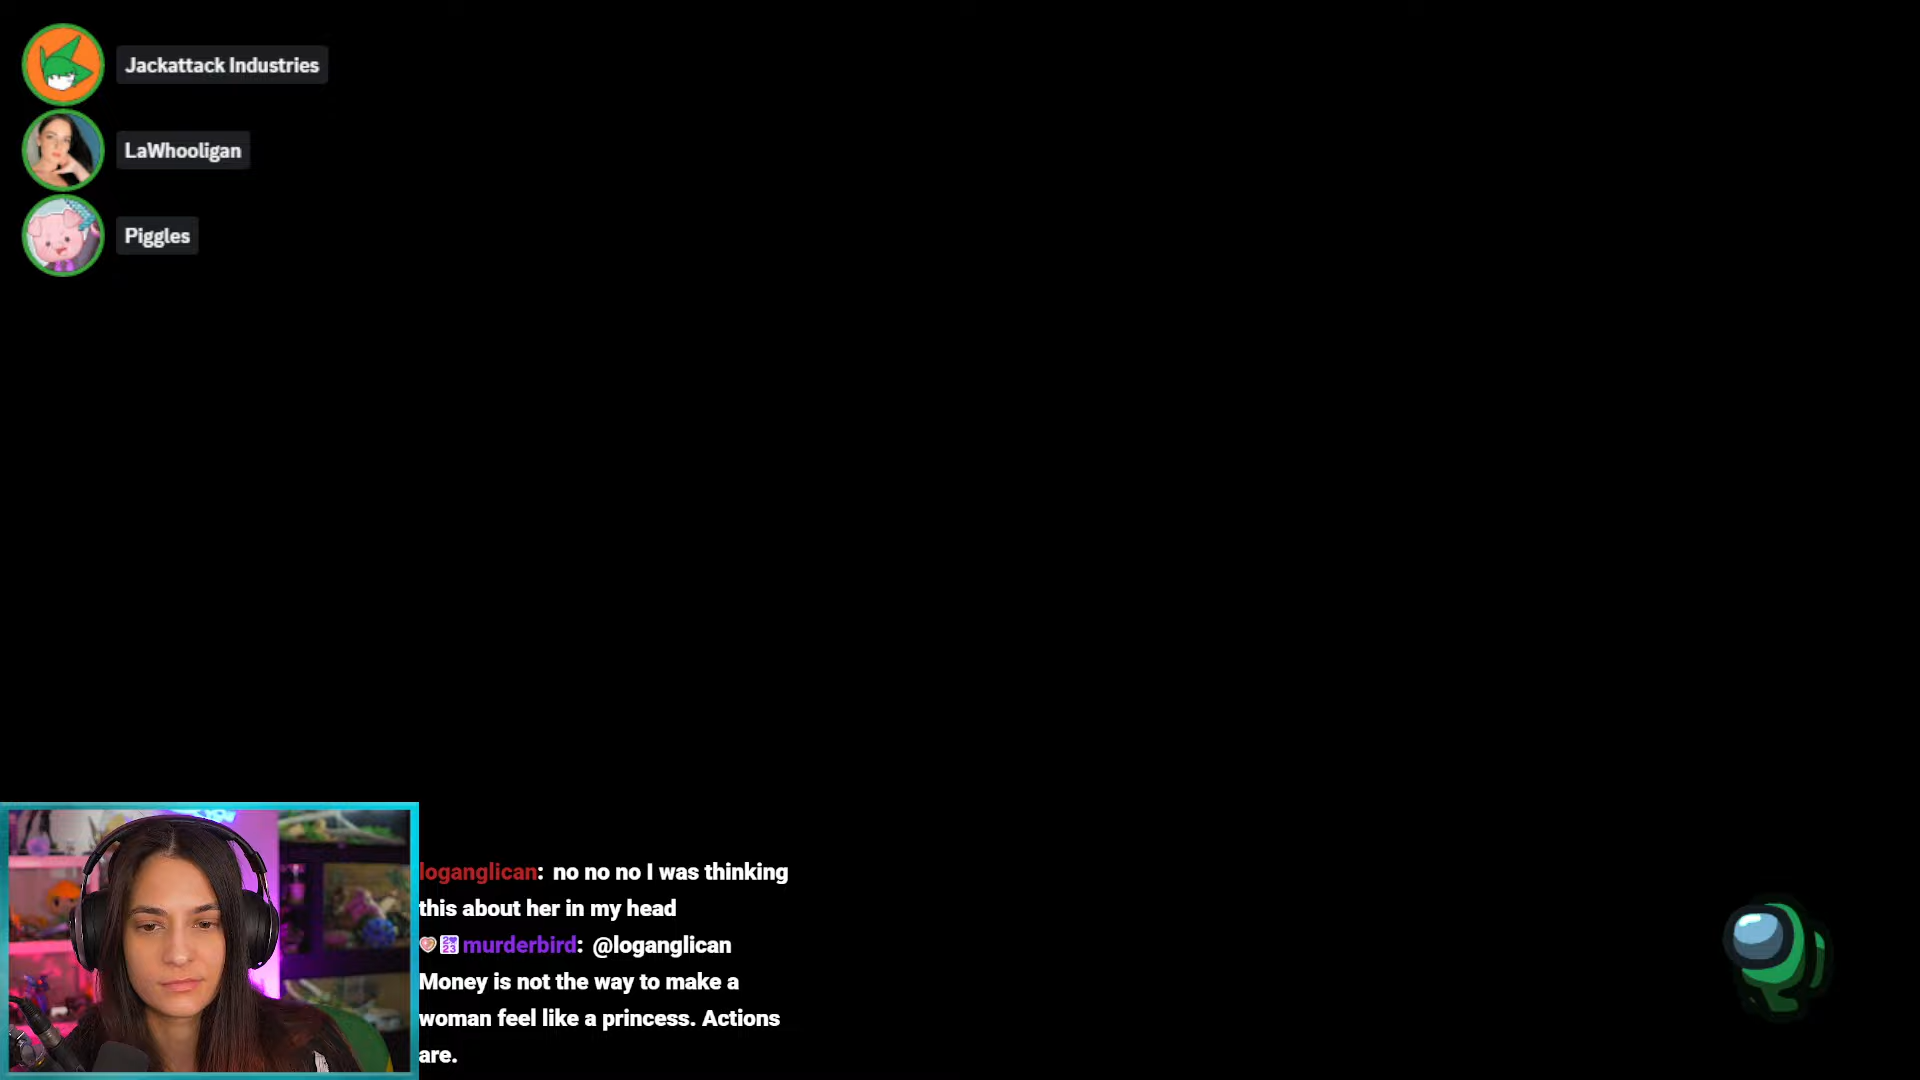 Jackattack Industries
LaWhooligan
Piggles
loganglican: no no no I was thinking
this about her in my head
murderbird: @loganglican
Money is not the way to make a
woman feel like a princess. Actions
are.